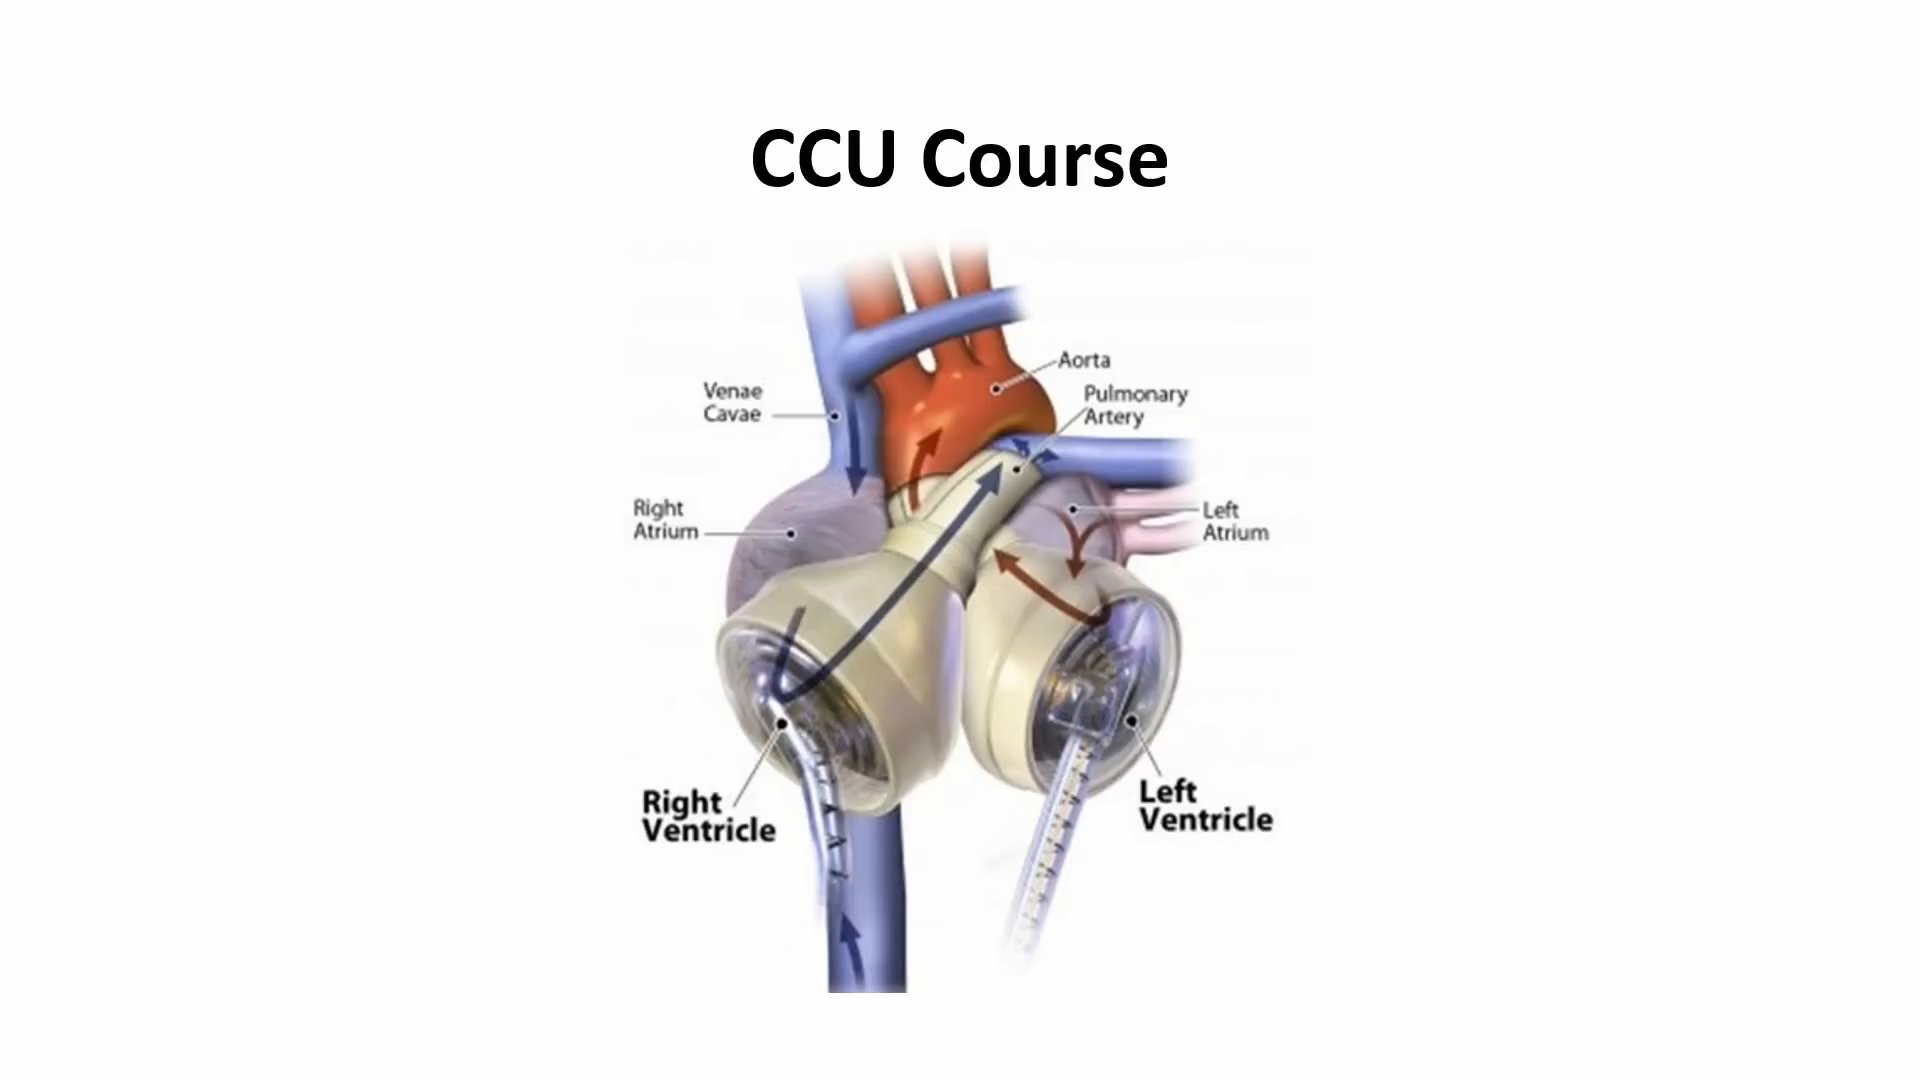 CCU Course
Aorta
Venae
Cavae
Pulmonary
Artery
Right
Atrium
Left
Atrium
Right
Ventricle
Left
Ventricle